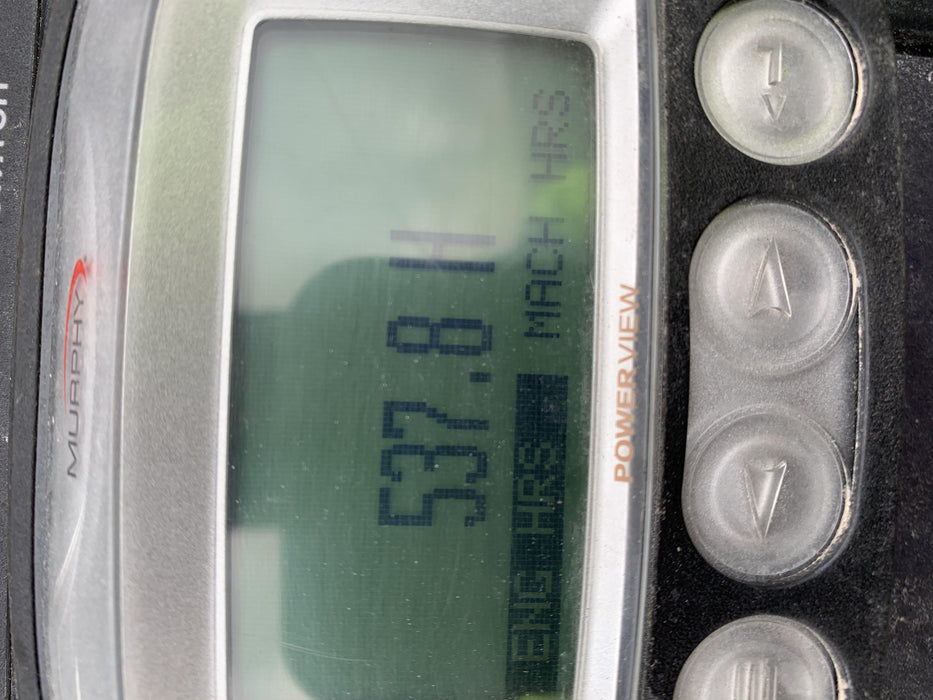 MURPHY
537.8 H
ENG HRS MACH HRS
POWERVIEW